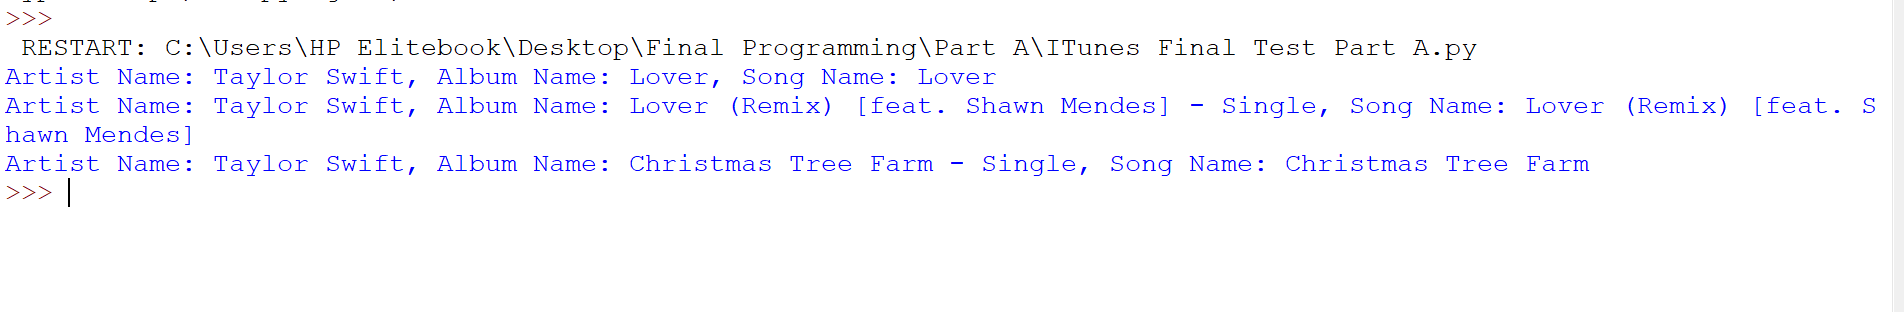 >>>
RESTART: C:\Users\HP Elitebook\Desktop\Final Programming\Part A\ITunes Final Test Part A.py
Artist Name: Taylor Swift, Album Name: Lover, Song Name: Lover
Artist Name: Taylor Swift, Album Name: Lover (Remix) [feat. Shawn Mendes] - Single, Song Name: Lover (Remix) [feat. S
hawn Mendes]
Artist Name: Taylor Swift, Album Name: Christmas Tree Farm - Single, Song Name: Christmas Tree Farm
>>>